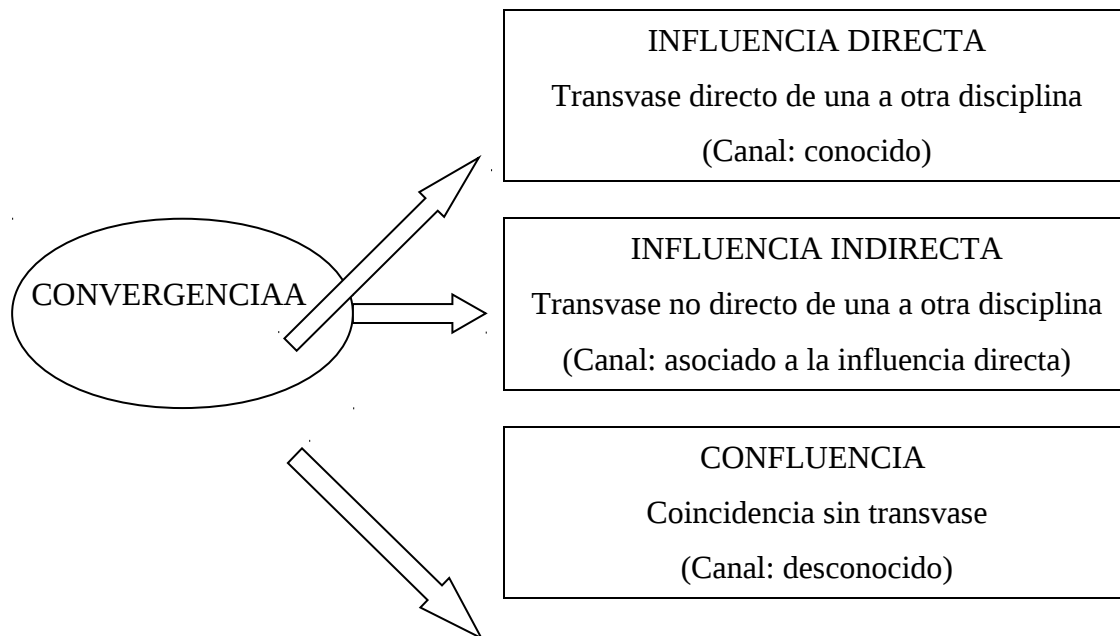 INFLUENCIA DIRECTA
Transvase directo de una a otra disciplina
(Canal: conocido)
CONVERGENCIAA
INFLUENCIA INDIRECTA
Transvase no directo de una a otra disciplina
(Canal: asociado a la influencia directa)
CONFLUENCIA
Coincidencia sin transvase
(Canal: desconocido)